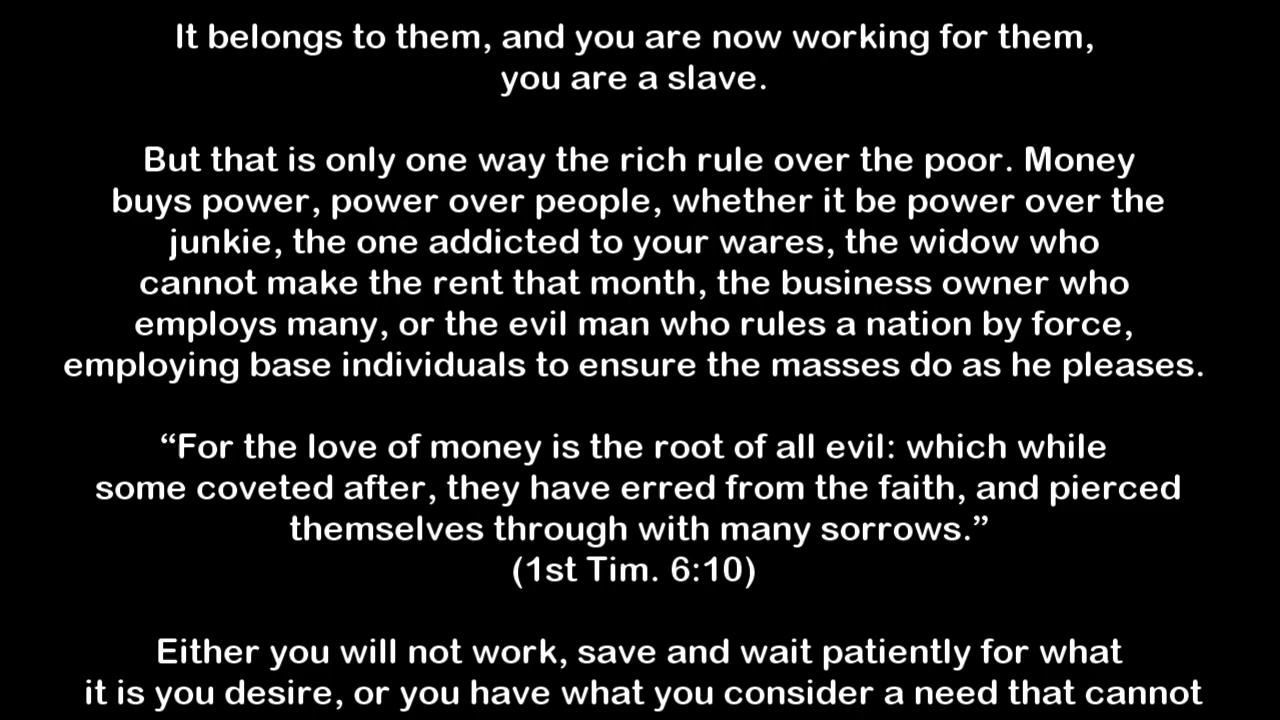 It belongs to them, and you are now working for them,
you are a slave.
But that is only one way the rich rule over the poor. Money
buys power, power over people, whether it be power over the
junkie, the one addicted to your wares, the widow who
cannot make the rent that month, the business owner who
employs many, or the evil man who rules a nation by force,
employing base individuals to ensure the masses do as he pleases.
“For the love of money is the root of all evil: which while
some coveted after, they have erred from the faith, and pierced
themselves through with many sorrows.”
(1st Tim. 6:10)
Either you will not work, save and wait patiently for what
it is you desire, or you have what you consider a need that cannot